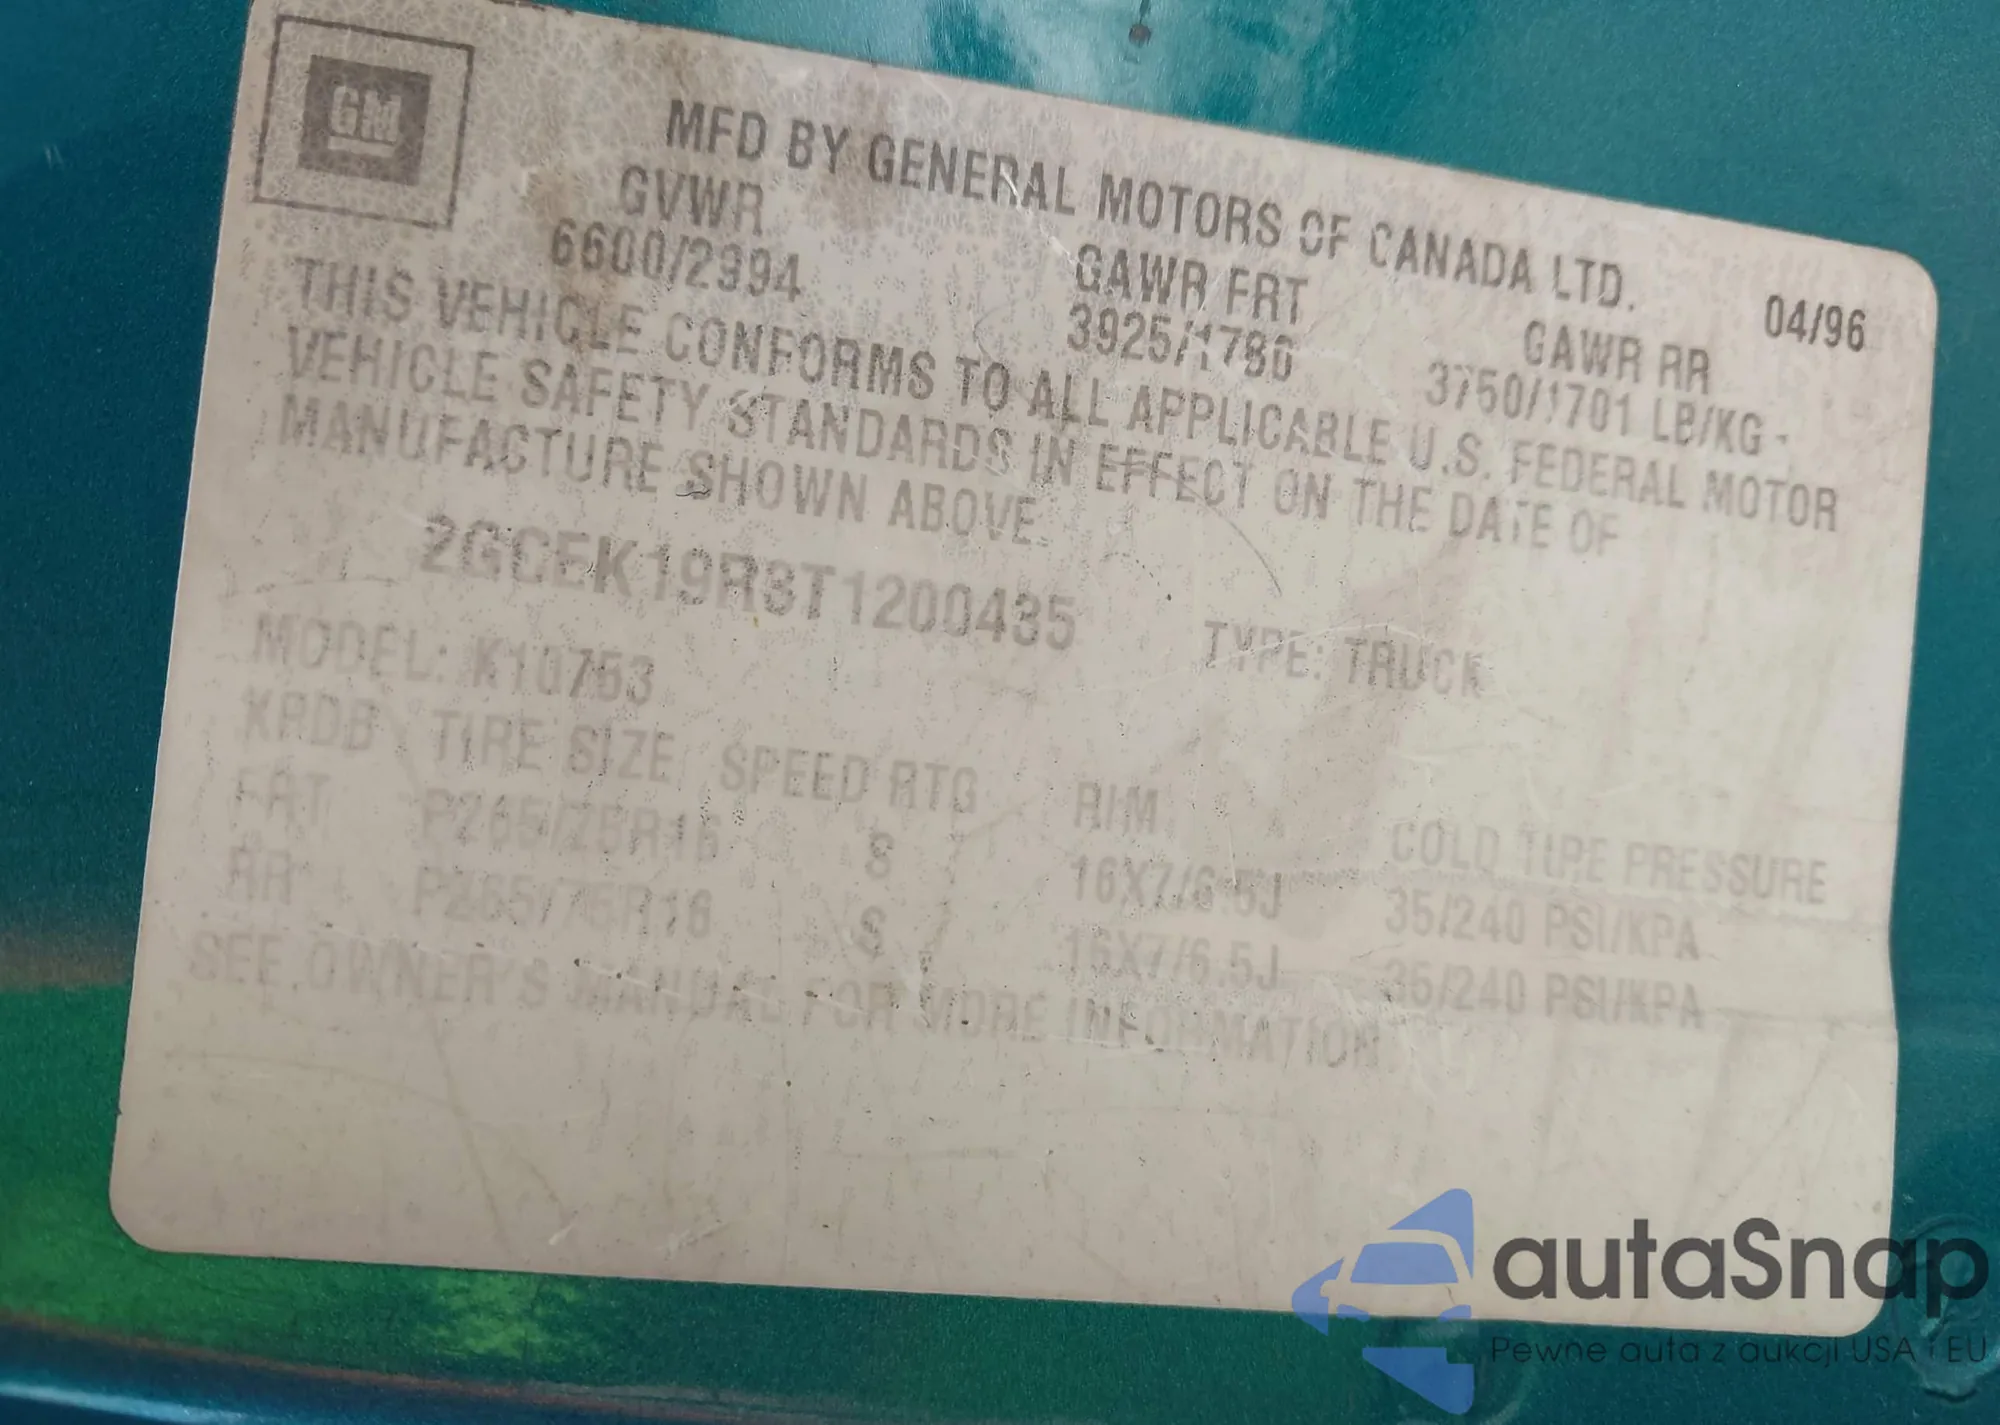 GM
MFD BY GENERAL MOTORS OF CANADA LTD.
04/96
GVWR GAWR FRT GAWR RR
6600/2994 3925/1780 3750/1701 LB/KG -
THIS VEHICLE CONFORMS TO ALL APPLICABLE U.S. FEDERAL MOTOR
VEHICLE SAFETY STANDARDS IN EFFECT ON THE DATE OF
MANUFACTURE SHOWN ABOVE.
2GCEK19R3T1200435 TYPE: TRUCK
MODEL: K10753
TIRE SIZE SPEED RTG RIM COLD TIRE PRESSURE
FRT P265/75R16 S 16X7/6.5J 35/240 PSI/KPA
RR P265/75R16 S 16X7/6.5J 35/240 PSI/KPA
SEE OWNER'S MANUAL FOR MORE INFORMATION.
autaSnap
Pewne auta z aukcji USA i EU